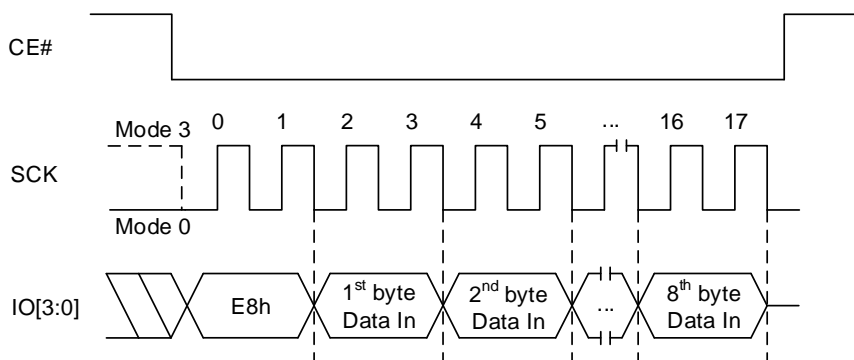 CE#
Mode 3 0 1 2 3 4 5 ... 16 17
SCK
Mode 0
IO[3:0] E8h 1st byte Data In 2nd byte Data In ... 8th byte Data In